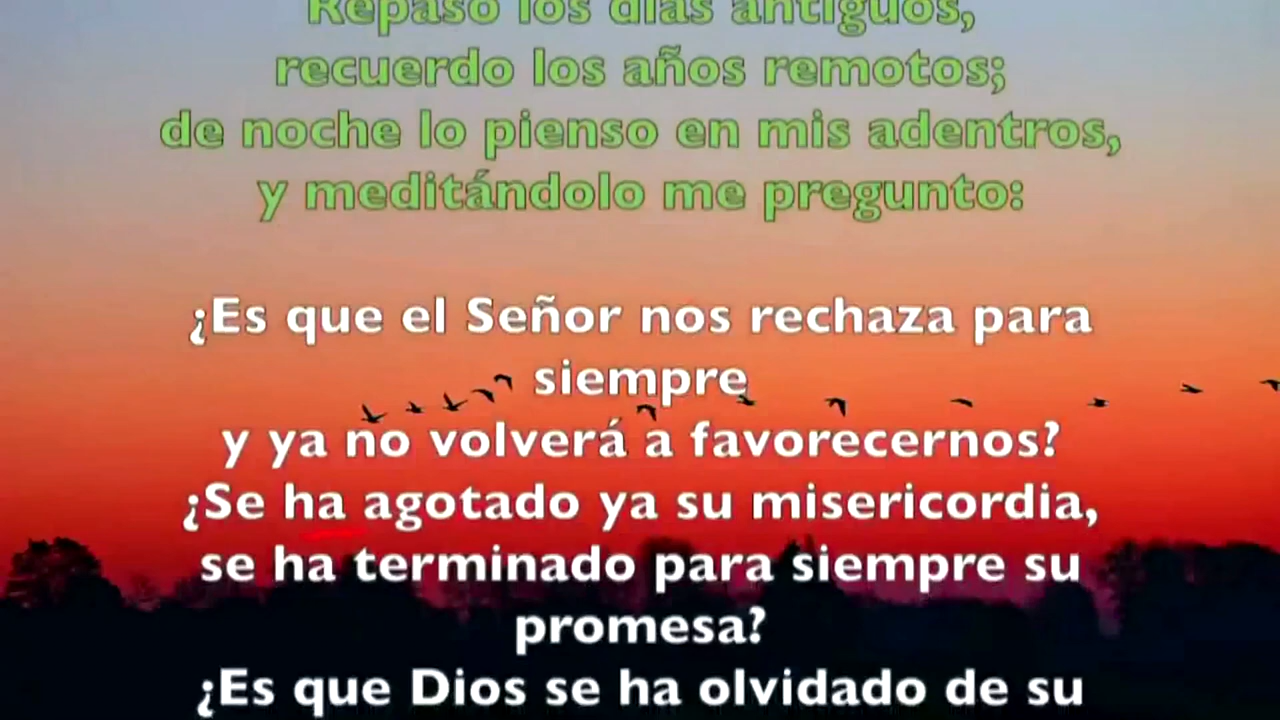 Repaso los días antiguos,
recuerdo los años remotos;
de noche lo pienso en mis adentros,
y meditándolo me pregunto:
¿Es que el Señor nos rechaza para
siempre
y ya no volverá a favorecernos?
¿Se ha agotado ya su misericordia,
se ha terminado para siempre su
promesa?
¿Es que Dios se ha olvidado de su